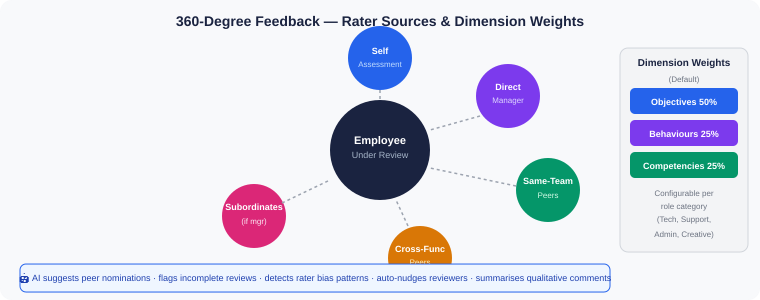 360-Degree Feedback — Rater Sources & Dimension Weights
Self
Assessment
Direct
Manager
Employee
Under Review
Same-Team
Peers
Subordinates
(if mgr)
Cross-Func
Peers
Dimension Weights
(Default)
Objectives 50%
Behaviours 25%
Competencies 25%
Configurable per
role category
(Tech, Support,
Admin, Creative)
AI suggests peer nominations · flags incomplete reviews · detects rater bias patterns · auto-nudges reviewers · summarises qualitative comments